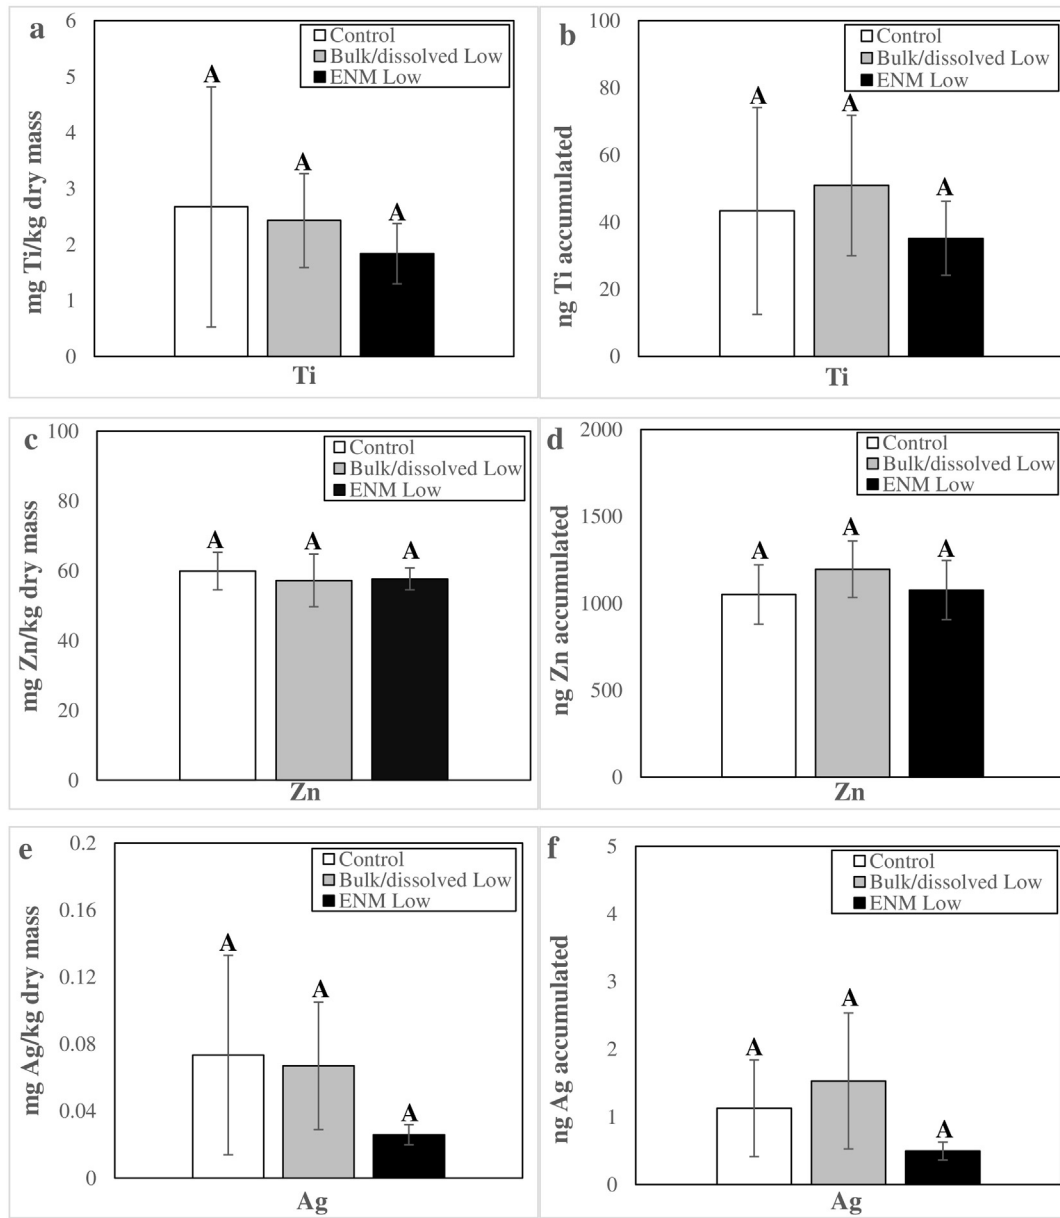 a
mg Ti/kg dry mass
6
5
4
3
2
1
0
Control
Bulk/dissolved Low
ENM Low
A
A
A
Ti
b
ng Ti accumulated
100
80
60
40
20
0
Control
Bulk/dissolved Low
ENM Low
A
A
A
Ti
c
mg Zn/kg dry mass
100
80
60
40
20
0
Control
Bulk/dissolved Low
ENM Low
A
A
A
Zn
d
ng Zn accumulated
2000
1500
1000
500
0
Control
Bulk/dissolved Low
ENM Low
A
A
A
Zn
e
mg Ag/kg dry mass
0.2
0.16
0.12
0.08
0.04
0
Control
Bulk/dissolved Low
ENM Low
A
A
A
Ag
f
ng Ag accumulated
5
4
3
2
1
0
Control
Bulk/dissolved Low
ENM Low
A
A
A
Ag